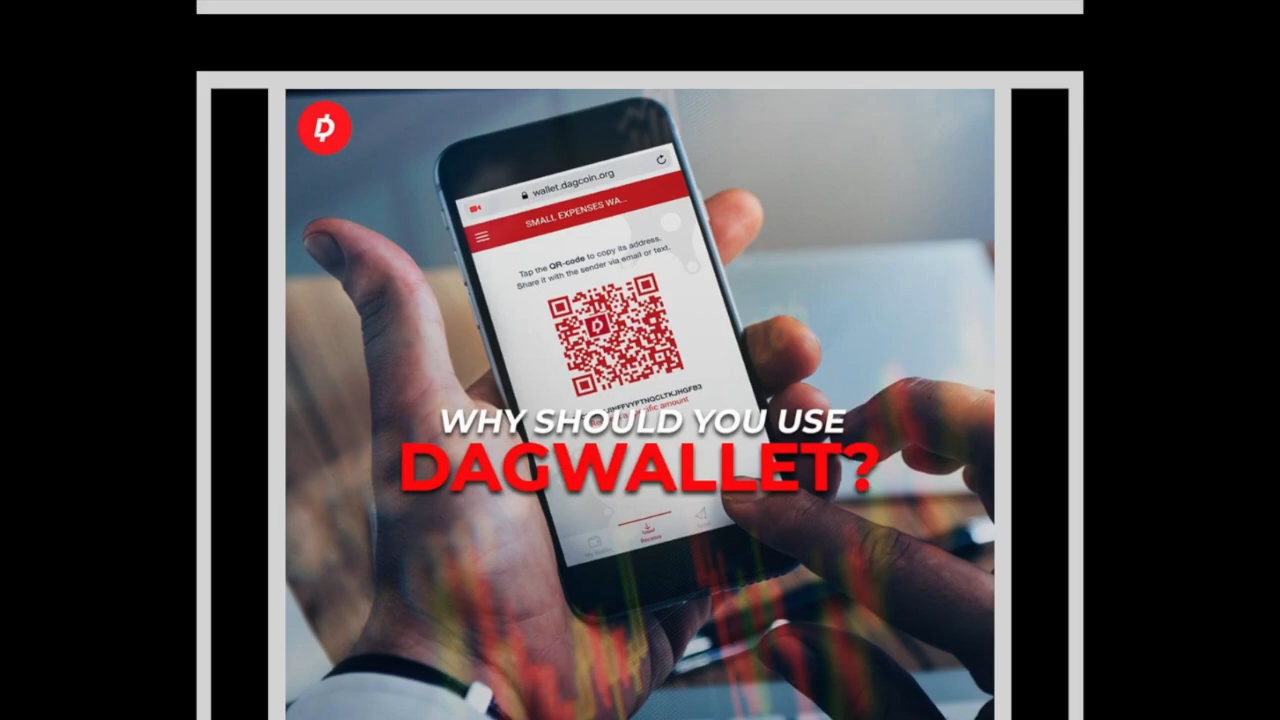 wallet.dagcoin.org
SMALL EXPENSES WA...
Tap the QR-code to copy its address.
Share it with the sender via email or text.
WHY SHOULD YOU USE
DAGWALLET?
Receive